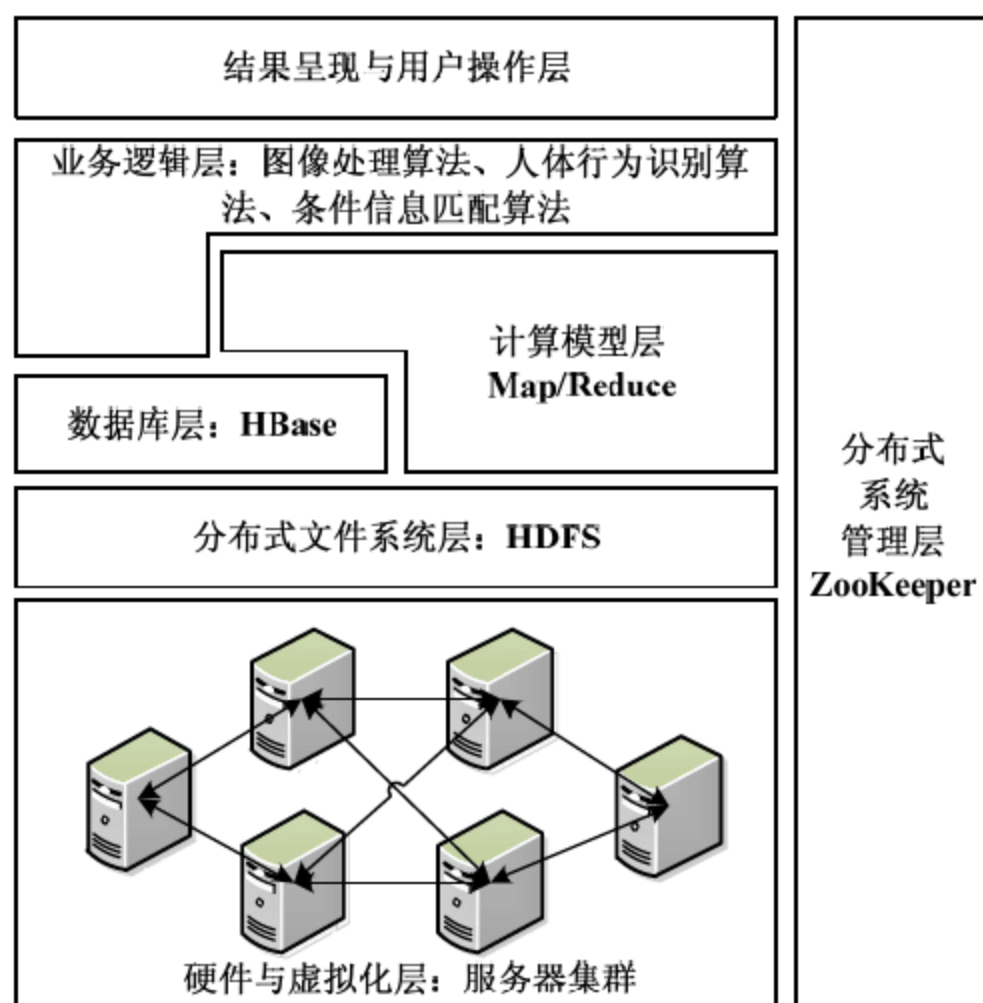 结果呈现与用户操作层
业务逻辑层：图像处理算法、人体行为识别算
法、条件信息匹配算法
计算模型层
Map/Reduce
数据库层：HBase
分布式文件系统层：HDFS
硬件与虚拟化层：服务器集群
分布式
系统
管理层
ZooKeeper